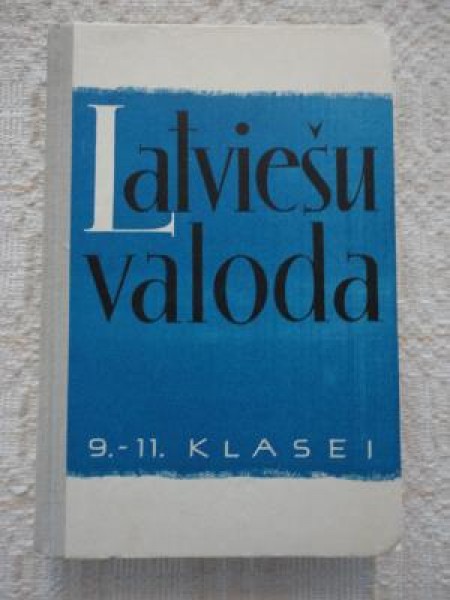 Latviešu
valoda
9.-11. KLASEI